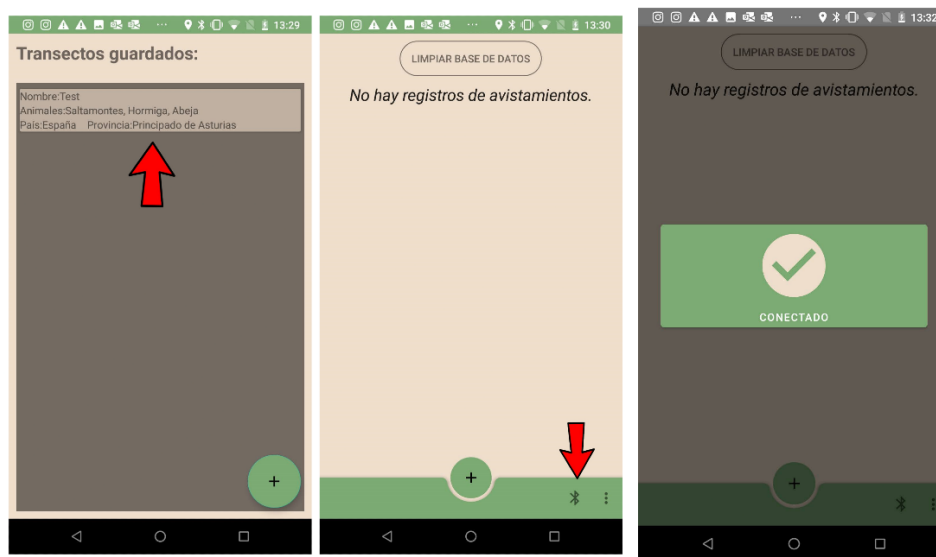 13:29
Transectos guardados:
Nombre:Test
Animales:Saltamontes, Hormiga, Abeja
País:España Provincia:Principado de Asturias
+
13:30
LIMPIAR BASE DE DATOS
No hay registros de avistamientos.
+
13:32
LIMPIAR BASE DE DATOS
No hay registros de avistamientos.
CONECTADO
+